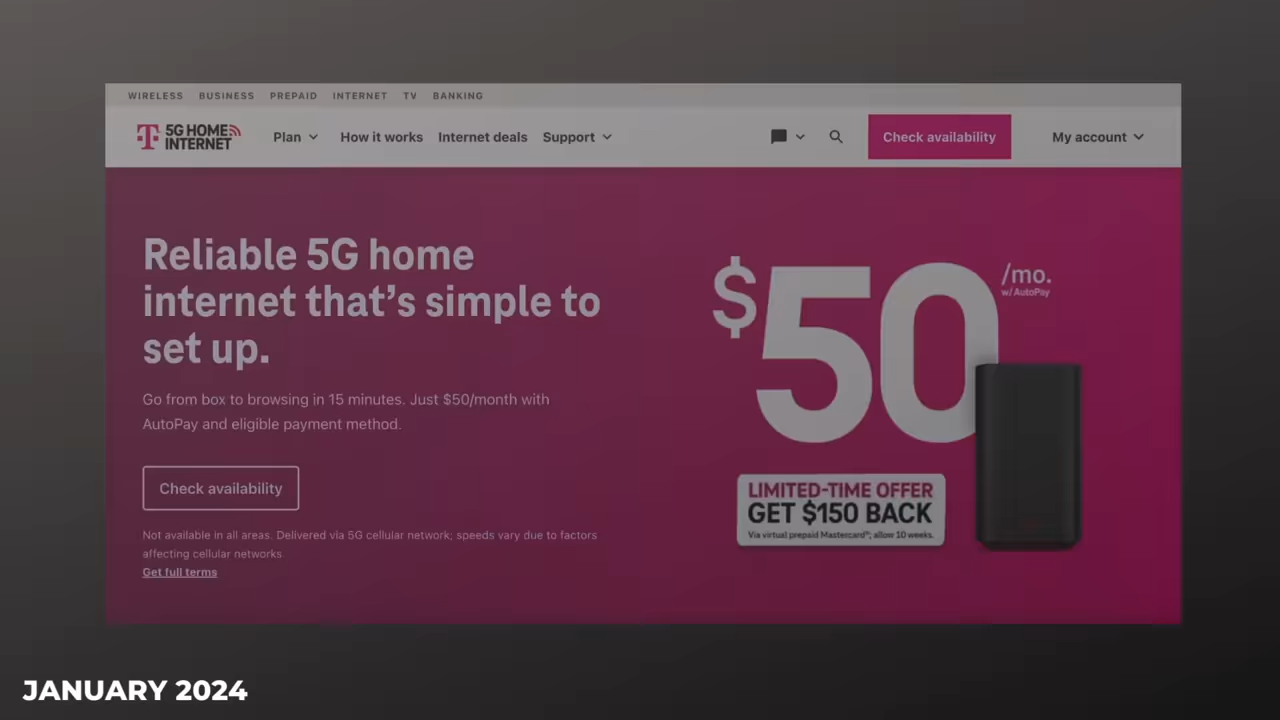 WIRELESS BUSINESS PREPAID INTERNET TV BANKING
T 5G HOME
INTERNET
Plan How it works Internet deals Support Check availability My account
Reliable 5G home
internet that's simple to
set up.
Go from box to browsing in 15 minutes. Just $50/month with
AutoPay and eligible payment method.
Check availability
Not available in all areas. Delivered via 5G cellular network; speeds vary due to factors
affecting cellular networks
Get full terms
$50 /mo.
w/ AutoPay
LIMITED-TIME OFFER
GET $150 BACK
Via virtual prepaid Mastercard®; allow 10 weeks.
JANUARY 2024